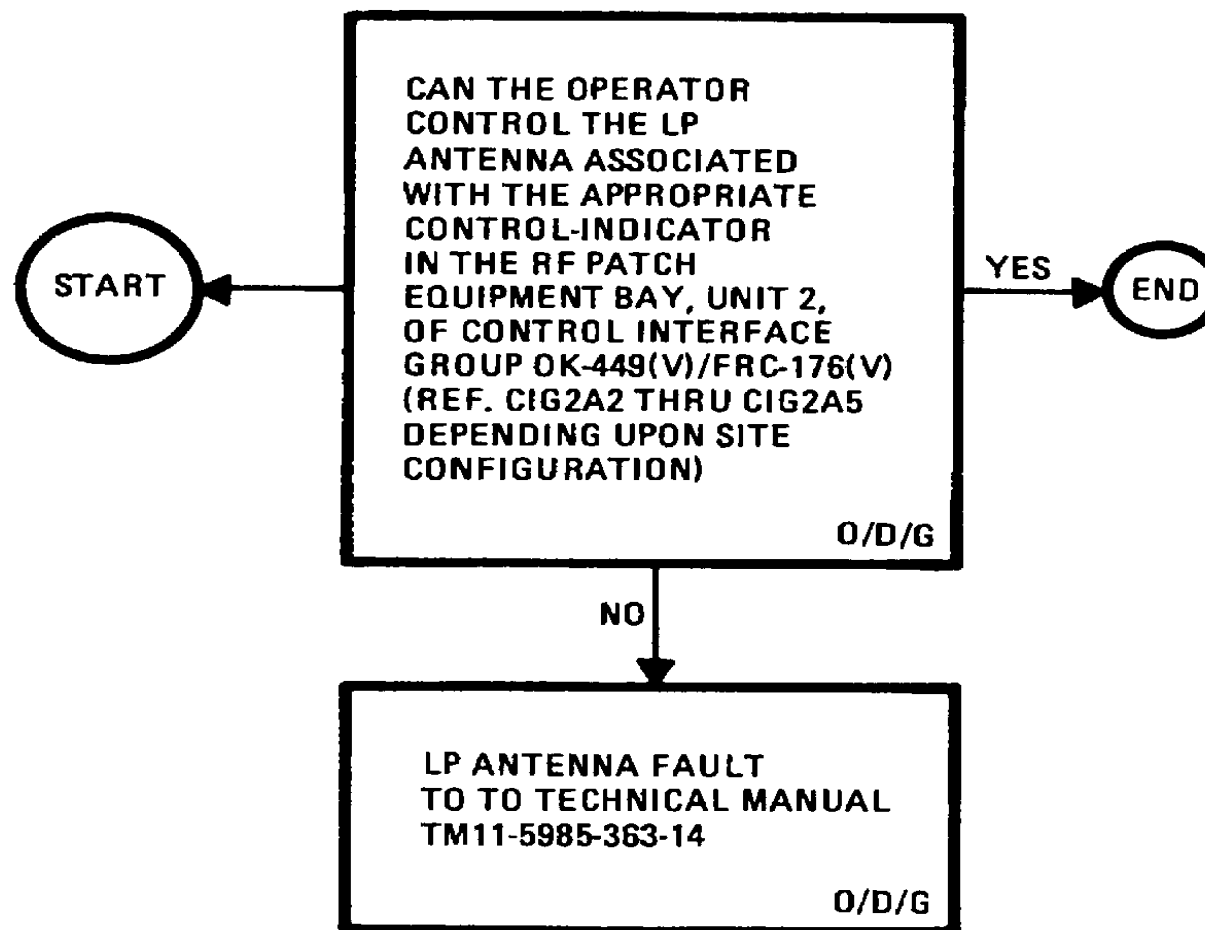 START
CAN THE OPERATOR
CONTROL THE LP
ANTENNA ASSOCIATED
WITH THE APPROPRIATE
CONTROL-INDICATOR
IN THE RF PATCH
EQUIPMENT BAY, UNIT 2,
OF CONTROL INTERFACE
GROUP OK-449(V)/FRC-176(V)
(REF. CIG2A2 THRU CIG2A5
DEPENDING UPON SITE
CONFIGURATION)
O/D/G
YES
END
NO
LP ANTENNA FAULT
TO TO TECHNICAL MANUAL
TM11-5985-363-14
O/D/G